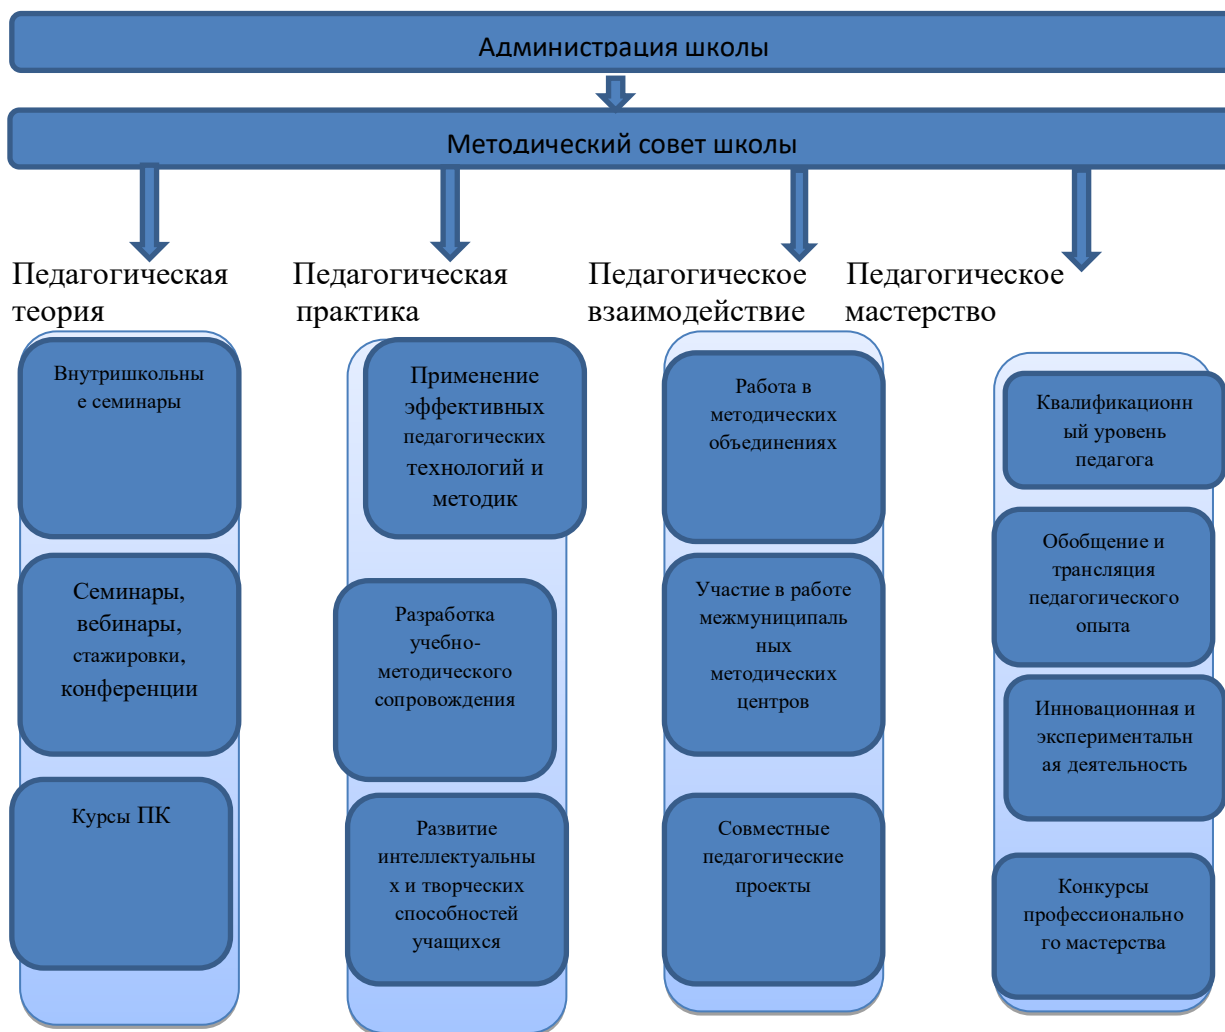 Администрация школы
Методический совет школы
Педагогическая
теория
Педагогическая
практика
Педагогическое
взаимодействие
Педагогическое
мастерство
Внутришкольны
е семинары
Семинары,
вебинары,
стажировки,
конференции
Курсы ПК
Применение
эффективных
педагогических
технологий и
методик
Разработка
учебно-
методического
сопровождения
Развитие
интеллектуальны
х и творческих
способностей
учащихся
Работа в
методических
объединениях
Участие в работе
межмуниципаль
ных
методических
центров
Совместные
педагогические
проекты
Квалификационн
ый уровень
педагога
Обобщение и
трансляция
педагогического
опыта
Инновационная и
экспериментальн
ая деятельность
Конкурсы
профессионально
го мастерства